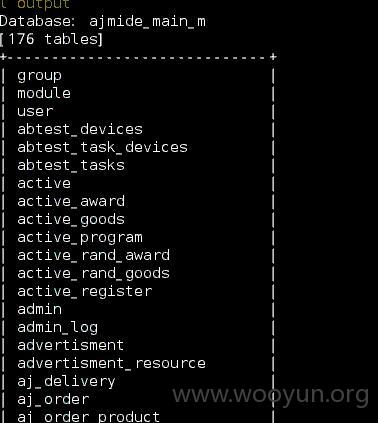 l output
Database: ajmide_main_m
[176 tables]
+----------------------------+
| group |
| module |
| user |
| abtest_devices |
| abtest_task_devices |
| abtest_tasks |
| active |
| active_award |
| active_goods |
| active_program |
| active_rand_award |
| active_rand_goods |
| active_register |
| admin |
| admin_log |
| advertisment |
| advertisment_resource |
| aj_delivery |
| aj_order |
| aj_order_product
www.wooyun.org